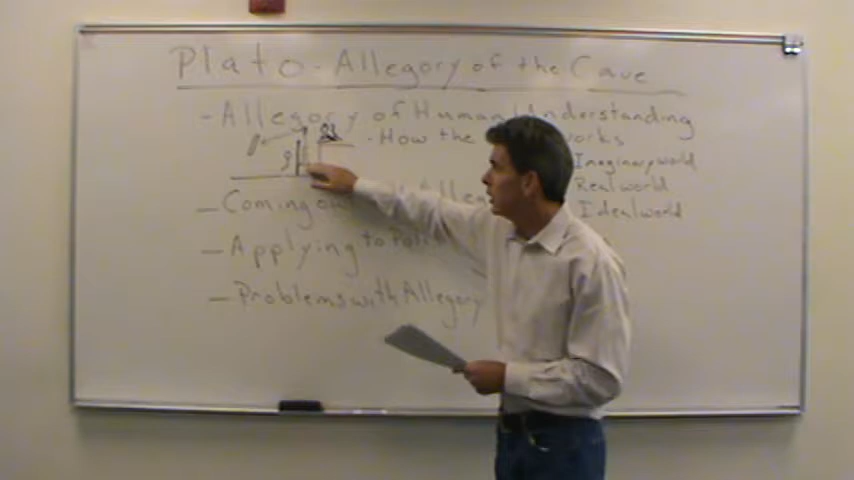 Plato - Allegory of the Cave
- Allegory of Human Understanding
- How the works
Imaginary world
Real world
Ideal world
- Coming
- Applying to
- Problems with Allegory